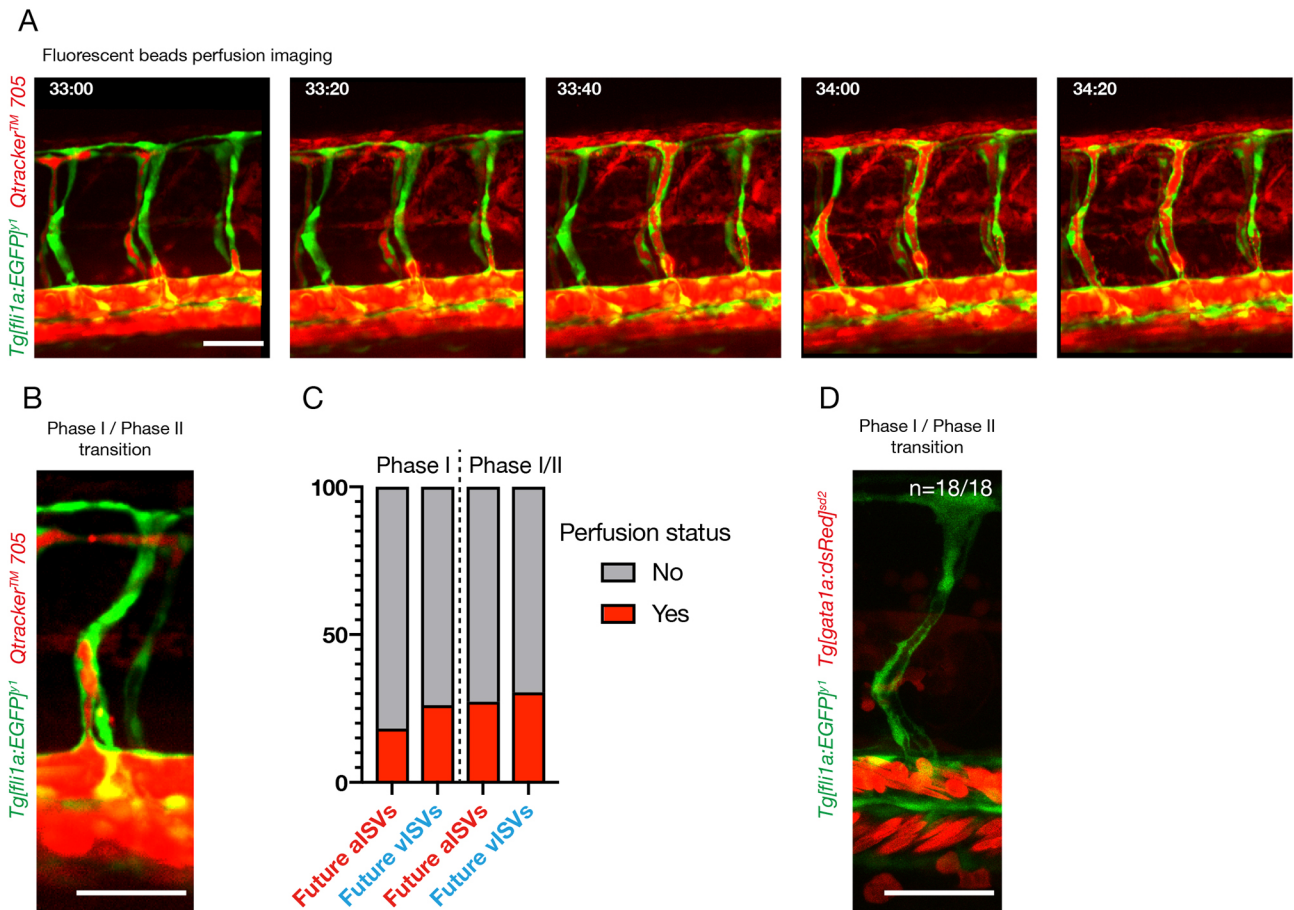 A
Fluorescent beads perfusion imaging
Tg[fli1a:EGFP]y1 QtrackerTM 705
33:00
33:20
33:40
34:00
34:20
B
Phase I / Phase II
transition
Tg[fli1a:EGFP]y1 QtrackerTM 705
C
Phase I
Phase I/II
100
50
0
Future aISVs
Future vISVs
Future aISVs
Future vISVs
Perfusion status
No
Yes
D
Phase I / Phase II
transition
Tg[fli1a:EGFP]y1 Tg[gata1a:dsRed]sd2
n=18/18